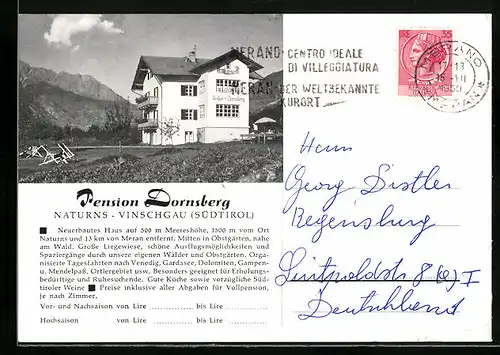 MERANO-CENTRO IDEALE
DI VILLEGGIATURA
MERAN DER WELTBEKANNTE
KURORT
MERANO
MERAN
Pension Dornsberg
NATURNS - VINSCHGAU (SÜDTIROL)
■ Neuerbautes Haus auf 500 m Meereshöhe, 1500 m vom Ort
Naturns und 13 km von Meran entfernt. Mitten in Obstgärten, nahe
am Wald. Große Liegewiese, schöne Ausflugsmöglichkeiten und
Spaziergänge durch unsere eigenen Wälder und Obstgärten, Orga-
nisierte Tagesfahrten nach Venedig, Gardasee, Dolomiten, Gampen-
u. Mendelpaß, Ortlergebiet usw. Besonders geeignet für Erholungs-
bedürftige und Ruhesuchende. Gute Küche sowie vorzügliche Süd-
tiroler Weine ■ Preise inklusive aller Abgaben für Vollpension,
je nach Zimmer.
Vor- und Nachsaison von Lire ............... bis Lire ...............
Hochsaison von Lire ............... bis Lire ...............
Herrn
Georg Distler
Regensburg
Luitpoldstr 8 (0) I
Deutschland